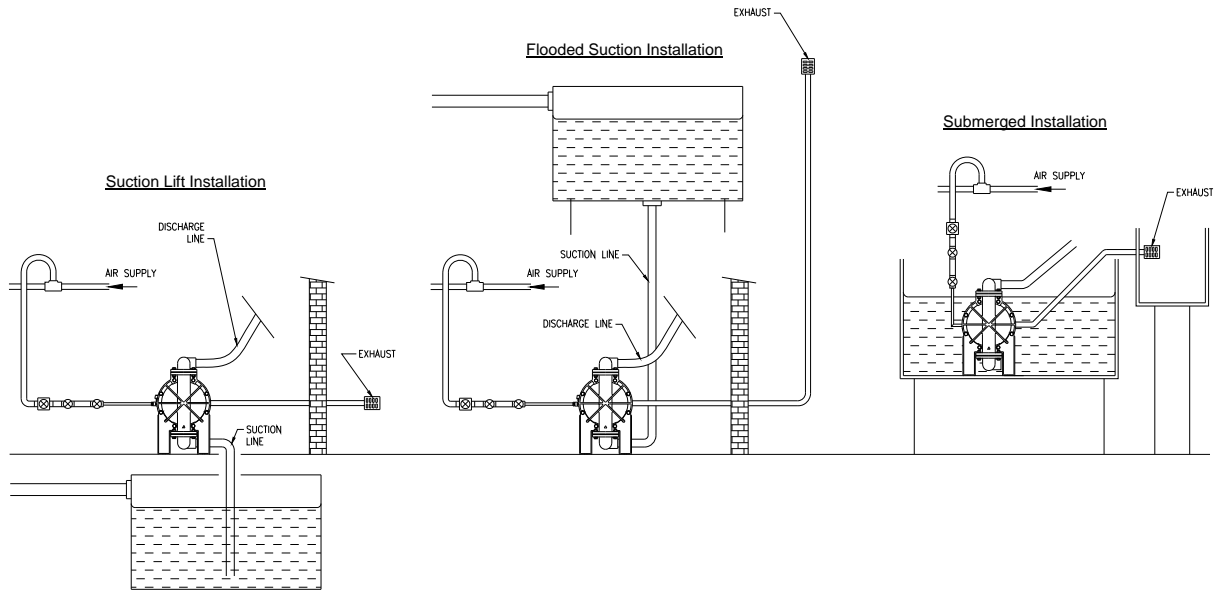 Suction Lift Installation
DISCHARGE
LINE
AIR SUPPLY
EXHAUST
SUCTION
LINE
Flooded Suction Installation
EXHAUST
SUCTION LINE
AIR SUPPLY
DISCHARGE LINE
Submerged Installation
AIR SUPPLY
EXHAUST